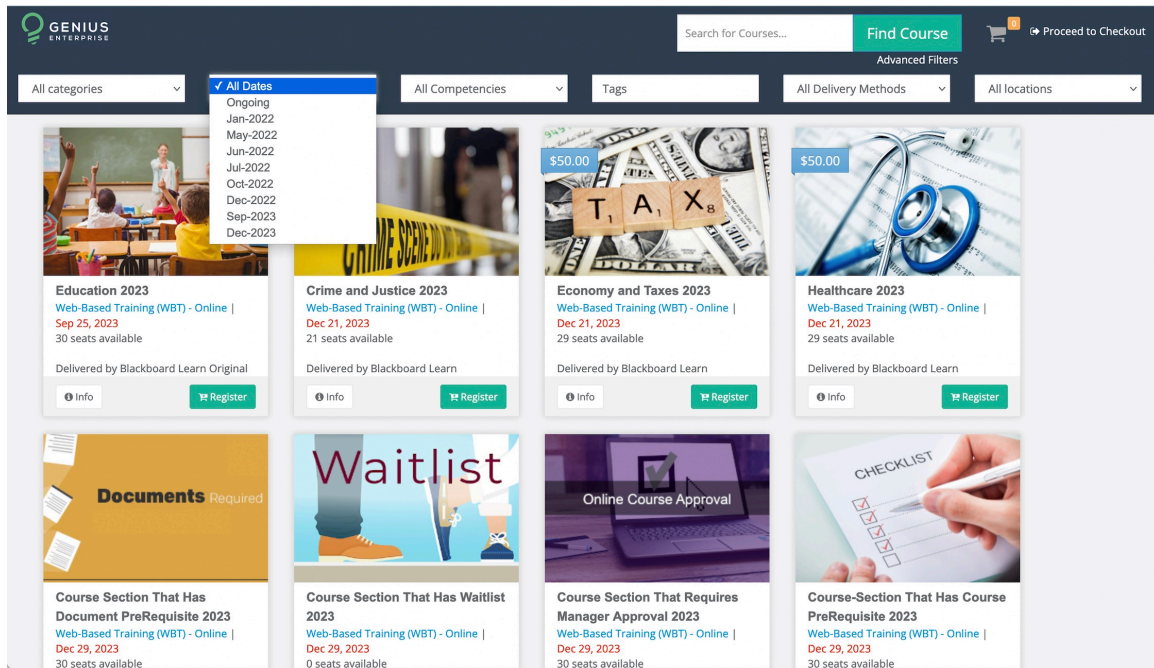 GENIUS
ENTERPRISE
Search for Courses...
Find Course
0
Proceed to Checkout
Advanced Filters
All categories
✓ All Dates
Ongoing
Jan-2022
May-2022
Jun-2022
Jul-2022
Oct-2022
Dec-2022
Sep-2023
Dec-2023
All Competencies
Tags
All Delivery Methods
All locations
CRIME SCENE DO NOT
$50.00
T1 A1 X8
DOLLAR
$50.00
Education 2023
Web-Based Training (WBT) - Online |
Sep 25, 2023
30 seats available
Delivered by Blackboard Learn Original
Info
Register
Crime and Justice 2023
Web-Based Training (WBT) - Online |
Dec 21, 2023
21 seats available
Delivered by Blackboard Learn
Info
Register
Economy and Taxes 2023
Web-Based Training (WBT) - Online |
Dec 21, 2023
29 seats available
Delivered by Blackboard Learn
Info
Register
Healthcare 2023
Web-Based Training (WBT) - Online |
Dec 21, 2023
29 seats available
Delivered by Blackboard Learn
Info
Register
Documents Required
Course Section That Has
Document PreRequisite 2023
Web-Based Training (WBT) - Online |
Dec 29, 2023
30 seats available
Waitlist
Course Section That Has Waitlist
2023
Web-Based Training (WBT) - Online |
Dec 29, 2023
0 seats available
Online Course Approval
Course Section That Requires
Manager Approval 2023
Web-Based Training (WBT) - Online |
Dec 29, 2023
30 seats available
CHECKLIST
Course-Section That Has Course
PreRequisite 2023
Web-Based Training (WBT) - Online |
Dec 29, 2023
30 seats available